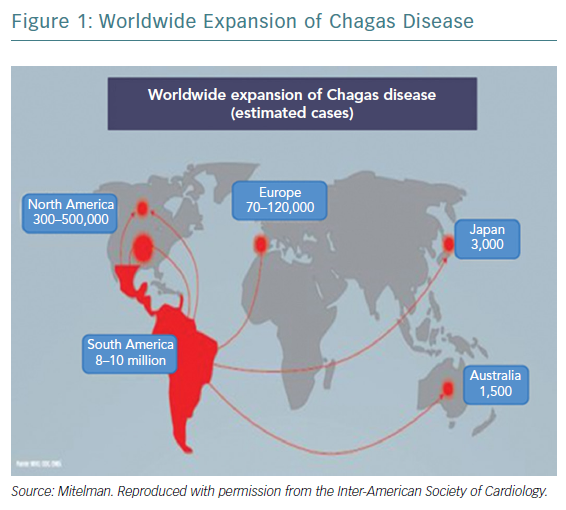 Figure 1: Worldwide Expansion of Chagas Disease
Worldwide expansion of Chagas disease
(estimated cases)
North America
300–500,000
Europe
70–120,000
Japan
3,000
South America
8–10 million
Australia
1,500
Source: Mitelman. Reproduced with permission from the Inter-American Society of Cardiology.